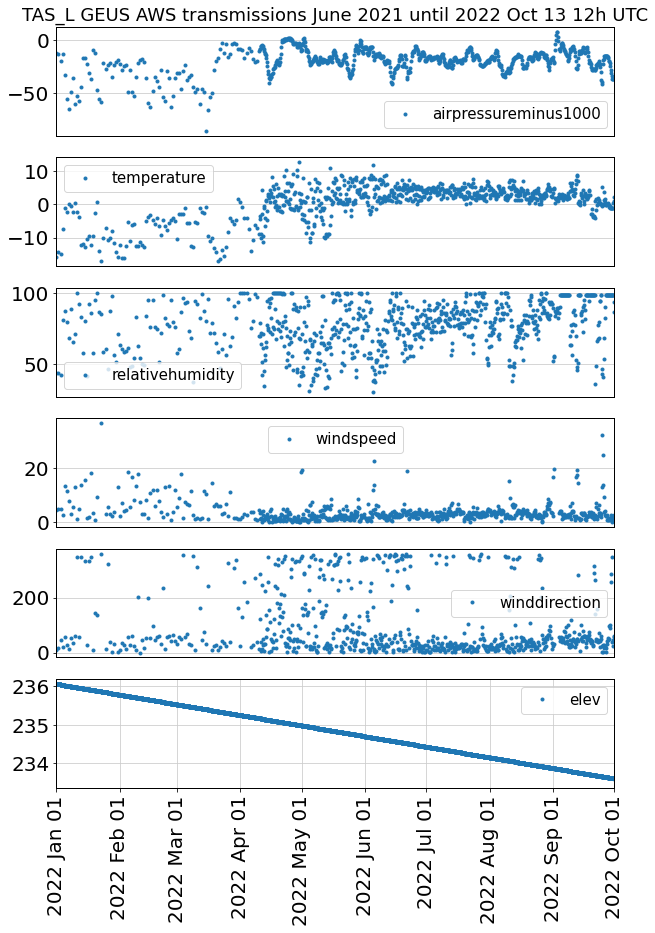 TAS_L GEUS AWS transmissions June 2021 until 2022 Oct 13 12h UTC
0
−50
airpressureminus1000
10
0
−10
temperature
100
50
relativehumidity
20
0
windspeed
200
0
winddirection
236
235
234
elev
2022 Jan 01
2022 Feb 01
2022 Mar 01
2022 Apr 01
2022 May 01
2022 Jun 01
2022 Jul 01
2022 Aug 01
2022 Sep 01
2022 Oct 01